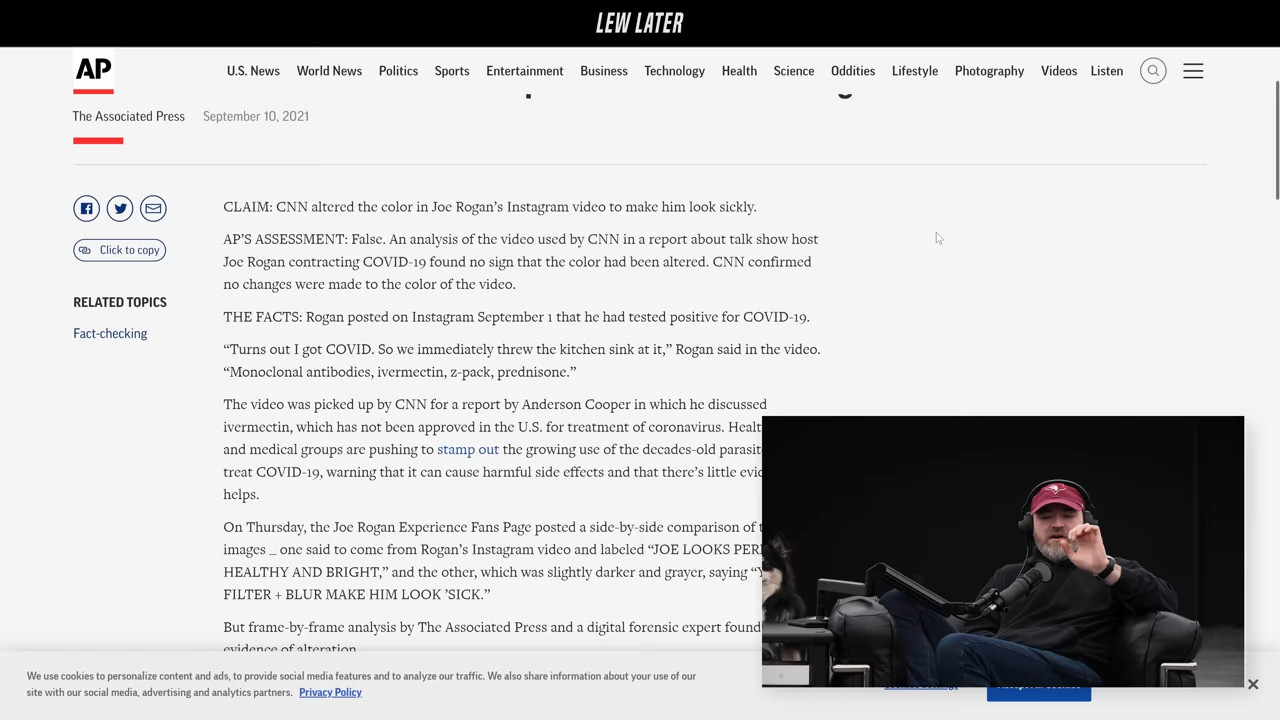 LEW LATER
AP
U.S. News World News Politics Sports Entertainment Business Technology Health Science Oddities Lifestyle Photography Videos Listen
The Associated Press September 10, 2021
CLAIM: CNN altered the color in Joe Rogan’s Instagram video to make him look sickly.
AP’S ASSESSMENT: False. An analysis of the video used by CNN in a report about talk show host
Joe Rogan contracting COVID-19 found no sign that the color had been altered. CNN confirmed
no changes were made to the color of the video.
Click to copy
RELATED TOPICS
Fact-checking
THE FACTS: Rogan posted on Instagram September 1 that he had tested positive for COVID-19.
“Turns out I got COVID. So we immediately threw the kitchen sink at it,” Rogan said in the video.
“Monoclonal antibodies, ivermectin, z-pack, prednisone.”
The video was picked up by CNN for a report by Anderson Cooper in which he discussed
ivermectin, which has not been approved in the U.S. for treatment of coronavirus.
and medical groups are pushing to stamp out the growing use of the decades-old
treat COVID-19, warning that it can cause harmful side effects and that there’s little
helps.
On Thursday, the Joe Rogan Experience Fans Page posted a side-by-side comparison of
images _ one said to come from Rogan’s Instagram video and labeled “JOE LOOKS
HEALTHY AND BRIGHT,” and the other, which was slightly darker and grayer, saying
FILTER + BLUR MAKE HIM LOOK ’SICK.”
But frame-by-frame analysis by The Associated Press and a digital forensic expert found
evidence of alteration
We use cookies to personalize content and ads, to provide social media features and to analyze our traffic. We also share information about your use of our
site with our social media, advertising and analytics partners. Privacy Policy